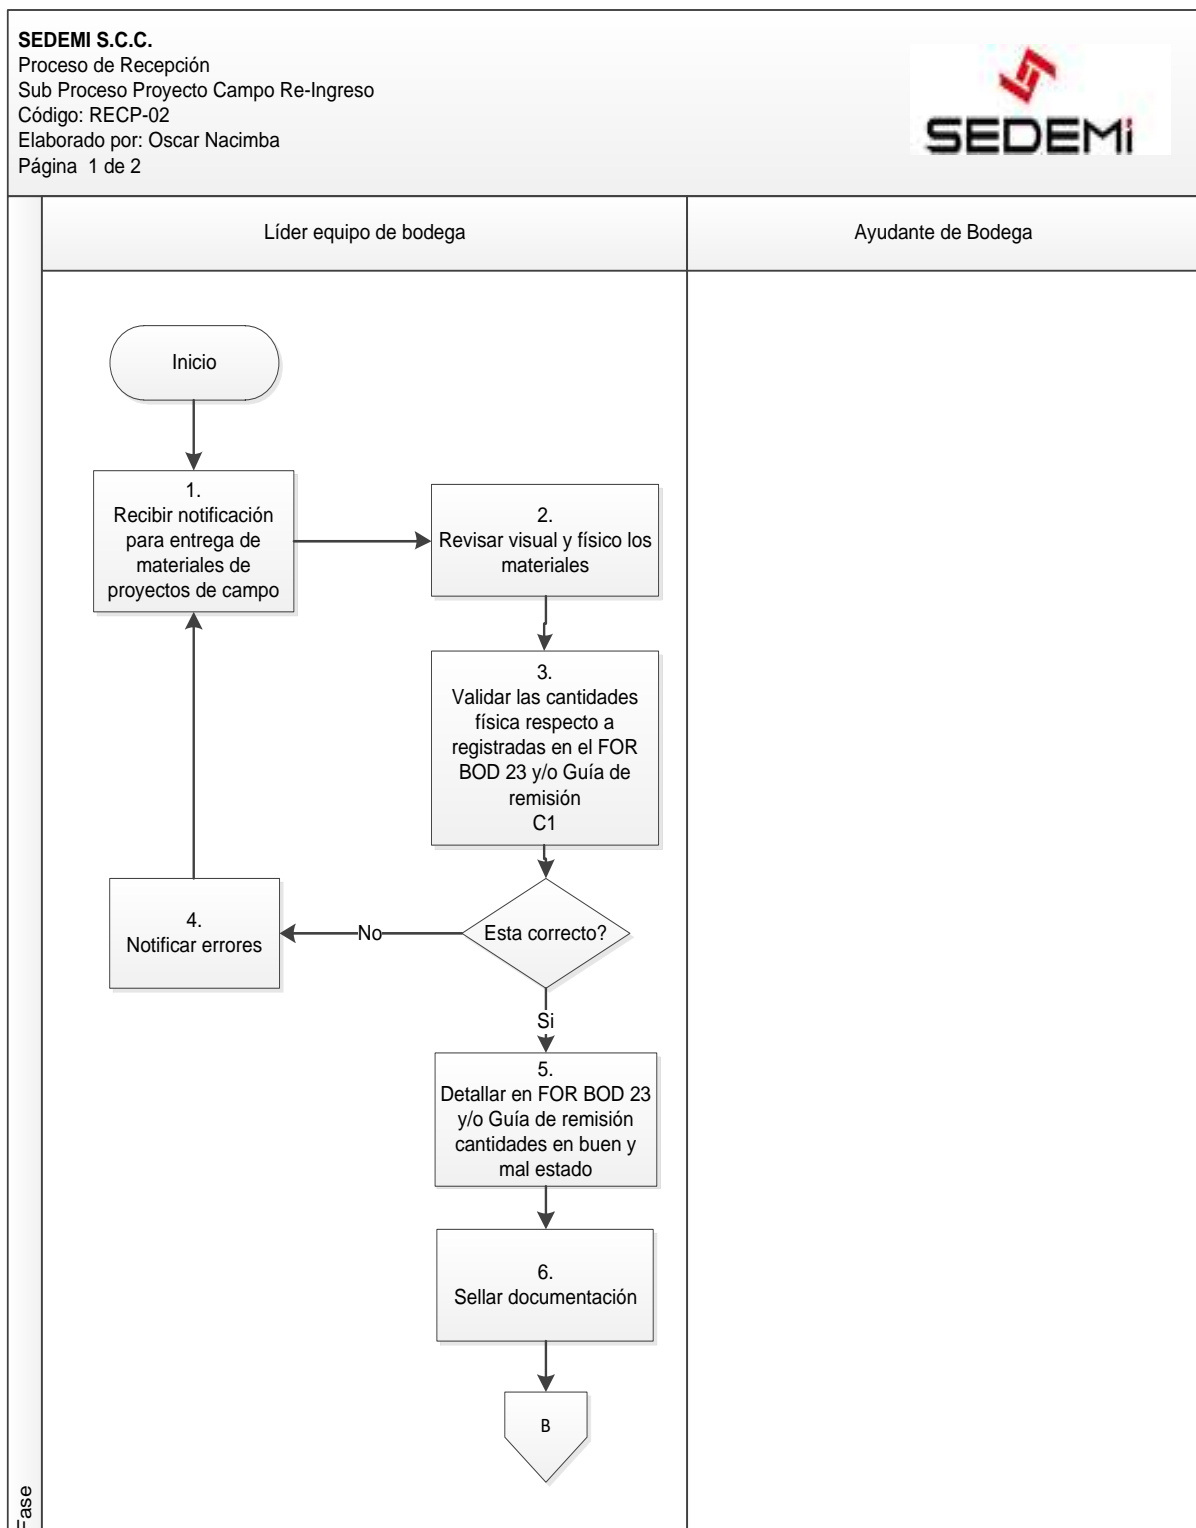 SEDEMI S.C.C.
Proceso de Recepción
Sub Proceso Proyecto Campo Re-Ingreso
Código: RECP-02
Elaborado por: Oscar Nacimba
Página 1 de 2
SEDEMi
Líder equipo de bodega
Ayudante de Bodega
Inicio
1.
Recibir notificación
para entrega de
materiales de
proyectos de campo
2.
Revisar visual y físico los
materiales
3.
Validar las cantidades
física respecto a
registradas en el FOR
BOD 23 y/o Guía de
remisión
C1
4.
Notificar errores
No
Esta correcto?
Si
5.
Detallar en FOR BOD 23
y/o Guía de remisión
cantidades en buen y
mal estado
6.
Sellar documentación
B
Fase